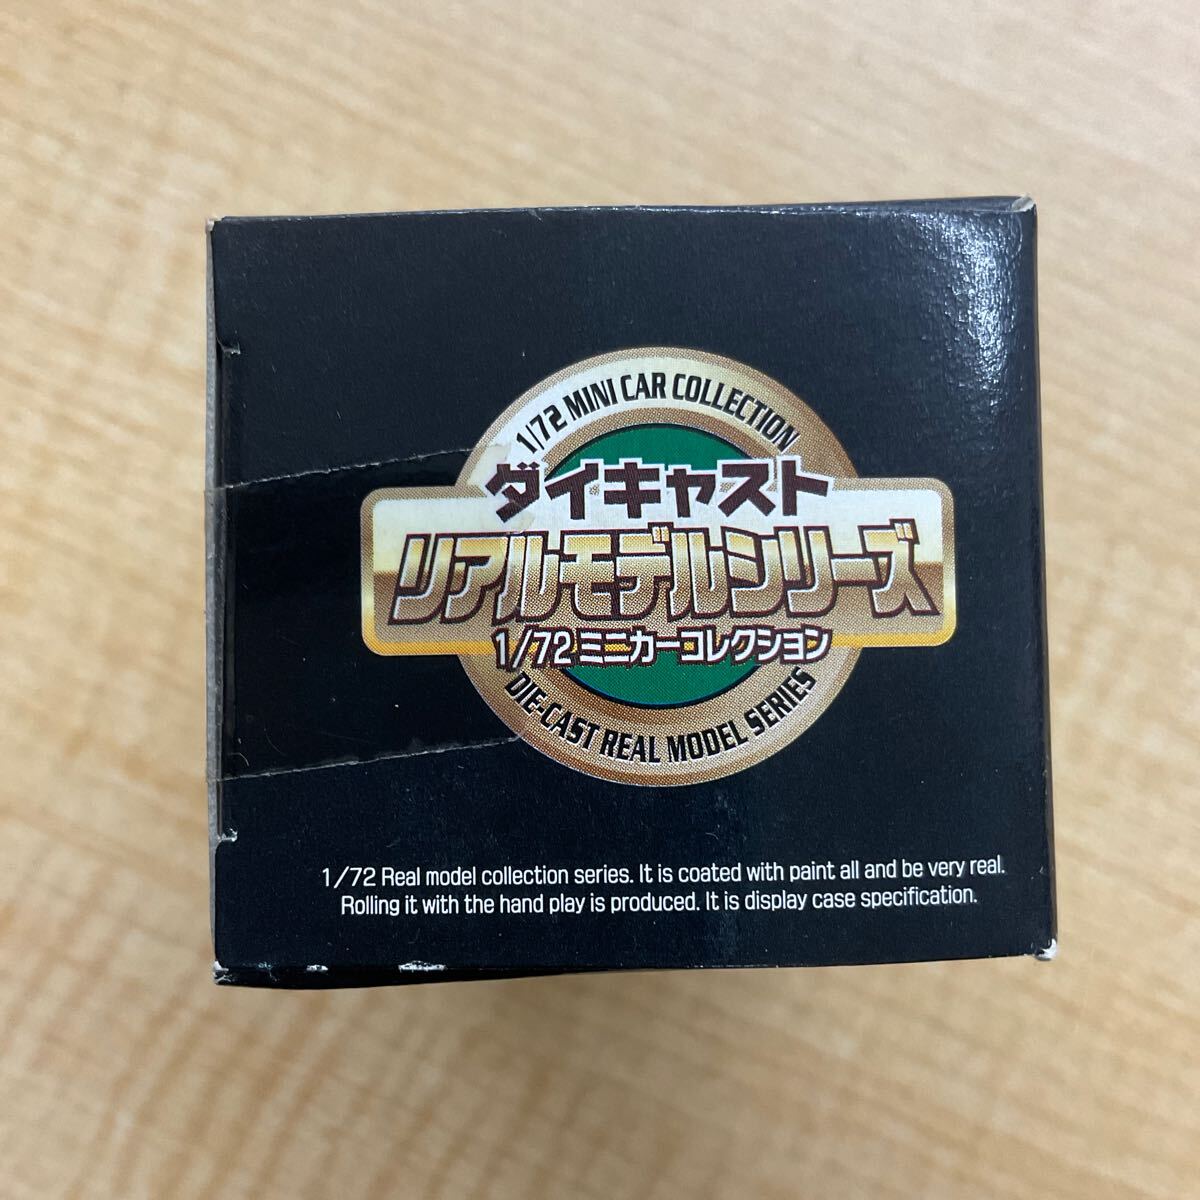 1/72 MINI CAR COLLECTION
ダイキャスト
リアルモデルシリーズ
1/72ミニカーコレクション
DIE-CAST REAL MODEL SERIES
1/72 Real model collection series. It is coated with paint all and be very real.
Rolling it with the hand play is produced. It is display case specification.